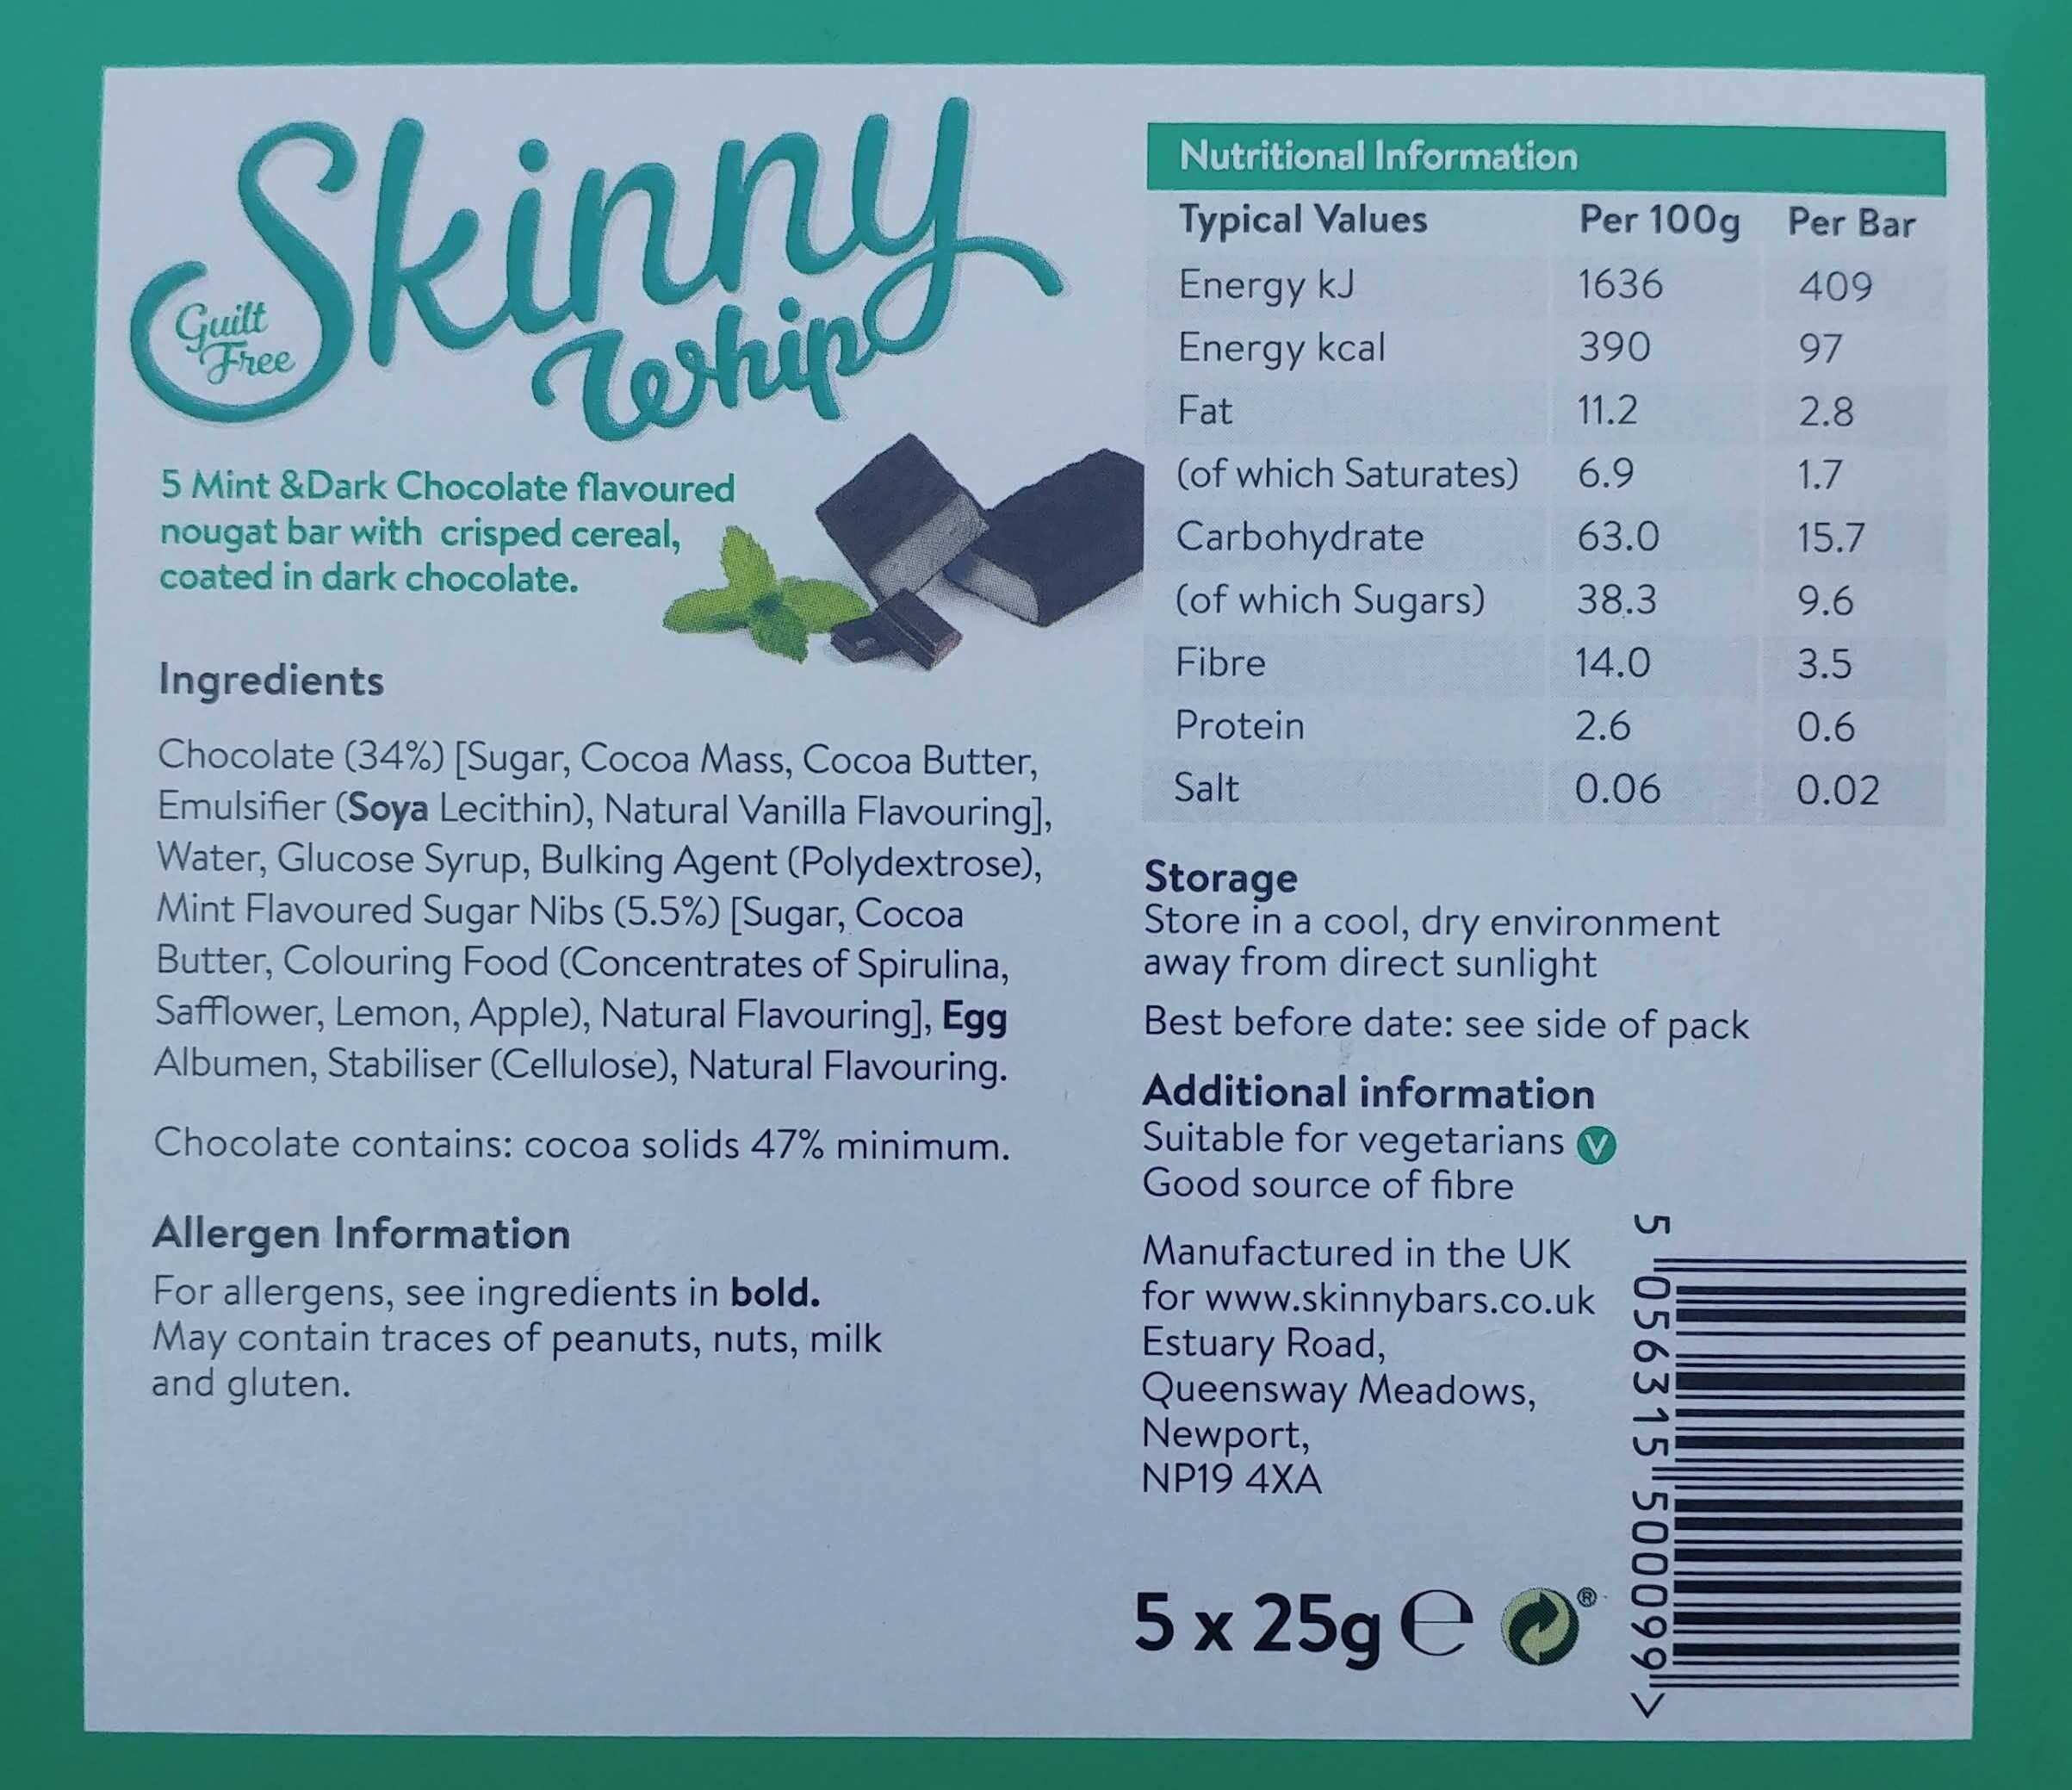 Skinny
Whip
Guilt
Free
5 Mint &Dark Chocolate flavoured
nougat bar with crisped cereal,
coated in dark chocolate.
Ingredients
Chocolate (34%) [Sugar, Cocoa Mass, Cocoa Butter,
Emulsifier (Soya Lecithin), Natural Vanilla Flavouring],
Water, Glucose Syrup, Bulking Agent (Polydextrose),
Mint Flavoured Sugar Nibs (5.5%) [Sugar, Cocoa
Butter, Colouring Food (Concentrates of Spirulina,
Safflower, Lemon, Apple), Natural Flavouring], Egg
Albumen, Stabiliser (Cellulose), Natural Flavouring.
Chocolate contains: cocoa solids 47% minimum.
Allergen Information
For allergens, see ingredients in bold.
May contain traces of peanuts, nuts, milk
and gluten.
Nutritional Information
Typical Values Per 100g Per Bar
Energy kJ 1636 409
Energy kcal 390 97
Fat 11.2 2.8
(of which Saturates) 6.9 1.7
Carbohydrate 63.0 15.7
(of which Sugars) 38.3 9.6
Fibre 14.0 3.5
Protein 2.6 0.6
Salt 0.06 0.02
Storage
Store in a cool, dry environment
away from direct sunlight
Best before date: see side of pack
Additional information
Suitable for vegetarians V
Good source of fibre
Manufactured in the UK
for www.skinnybars.co.uk
Estuary Road,
Queensway Meadows,
Newport,
NP19 4XA
5 x 25g e ®
5 056315 500099 >